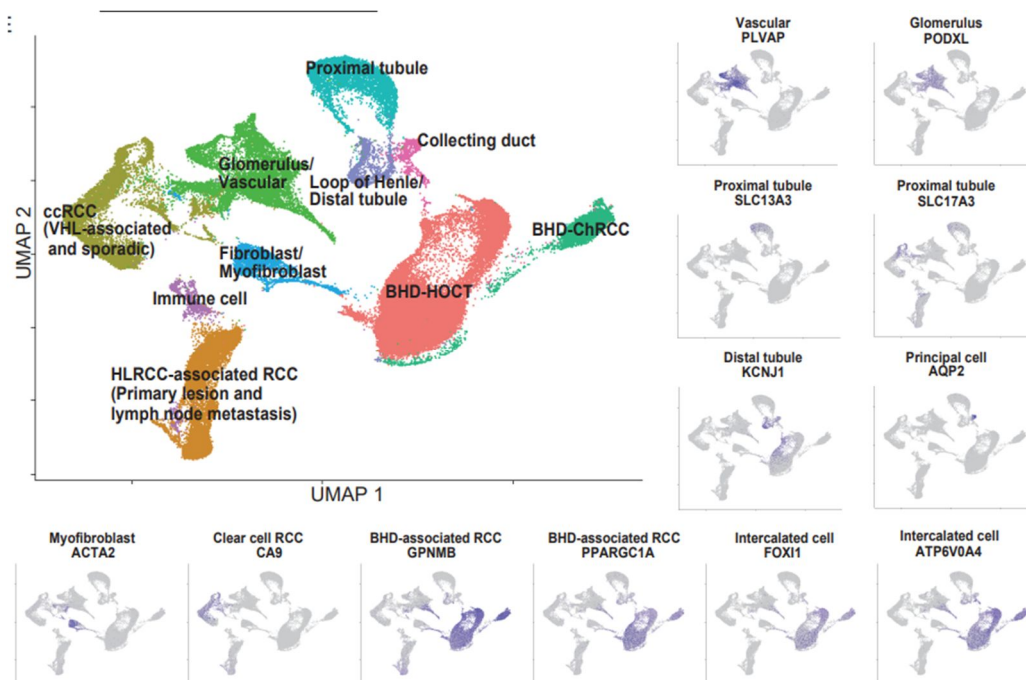 Proximal tubule
Collecting duct
Glomerulus/
Vascular
Loop of Henle/
Distal tubule
ccRCC
(VHL-associated
and sporadic)
BHD-ChRCC
Fibroblast/
Myofibroblast
BHD-HOCT
Immune cell
HLRCC-associated RCC
(Primary lesion and
lymph node metastasis)
UMAP 2
UMAP 1
Vascular
PLVAP
Glomerulus
PODXL
Proximal tubule
SLC13A3
Proximal tubule
SLC17A3
Distal tubule
KCNJ1
Principal cell
AQP2
Myofibroblast
ACTA2
Clear cell RCC
CA9
BHD-associated RCC
GPNMB
BHD-associated RCC
PPARGC1A
Intercalated cell
FOXI1
Intercalated cell
ATP6V0A4